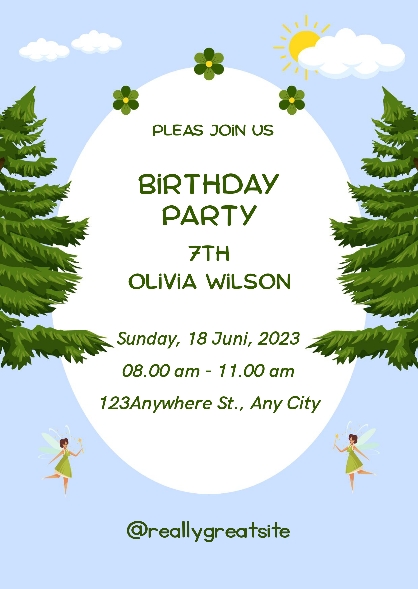 PLEAS JOIN US
BIRTHDAY
PARTY
7TH
OLIVIA WILSON
Sunday, 18 Juni, 2023
08.00 am - 11.00 am
123Anywhere St., Any City
@reallygreatsite